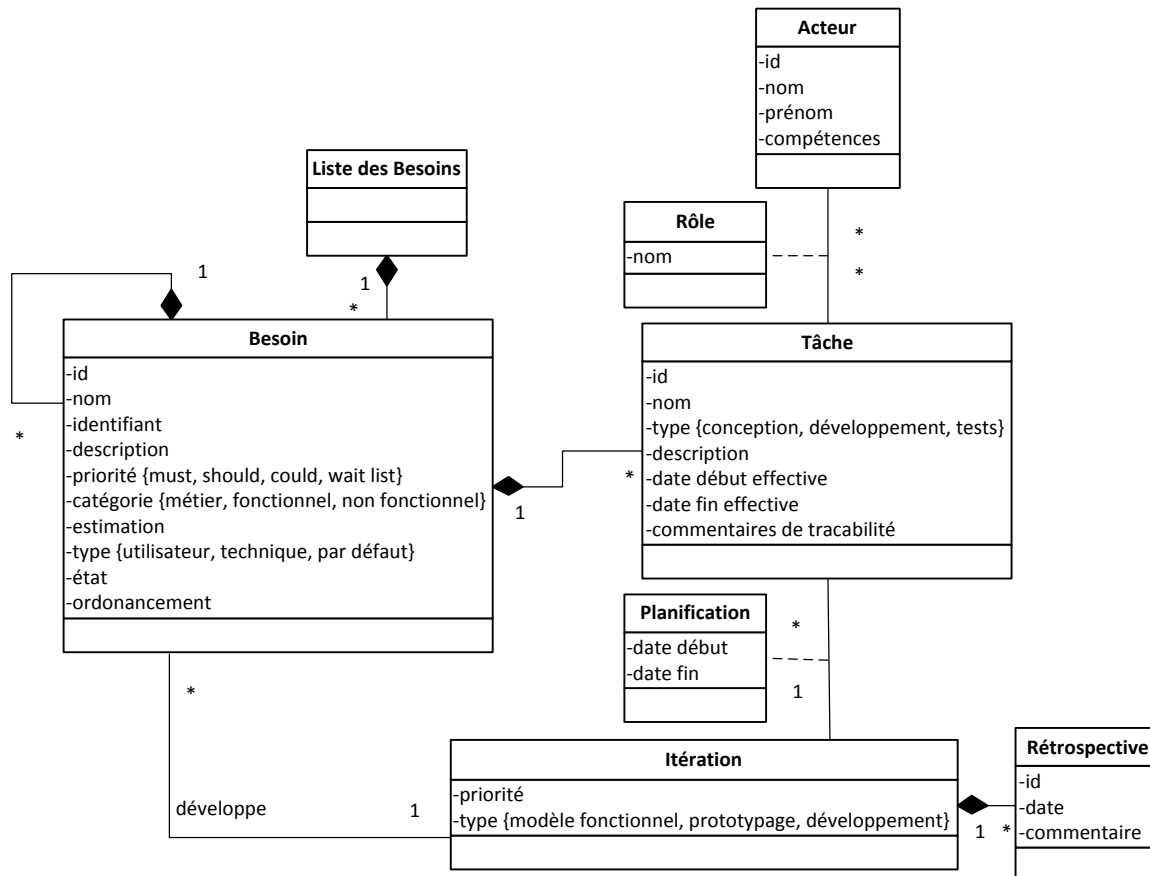 Acteur
-id
-nom
-prénom
-compétences
Liste des Besoins
Rôle
-nom
*
*
1
*
1
*
Besoin
-id
-nom
-identifiant
-description
-priorité {must, should, could, wait list}
-catégorie {métier, fonctionnel, non fonctionnel}
-estimation
-type {utilisateur, technique, par défaut}
-état
-ordonancement
1
*
Tâche
-id
-nom
-type {conception, développement, tests}
-description
-date début effective
-date fin effective
-commentaires de tracabilité
Planification
-date début
-date fin
*
1
*
développe
1
Itération
-priorité
-type {modèle fonctionnel, prototypage, développement}
1
*
Rétrospective
-id
-date
-commentaire